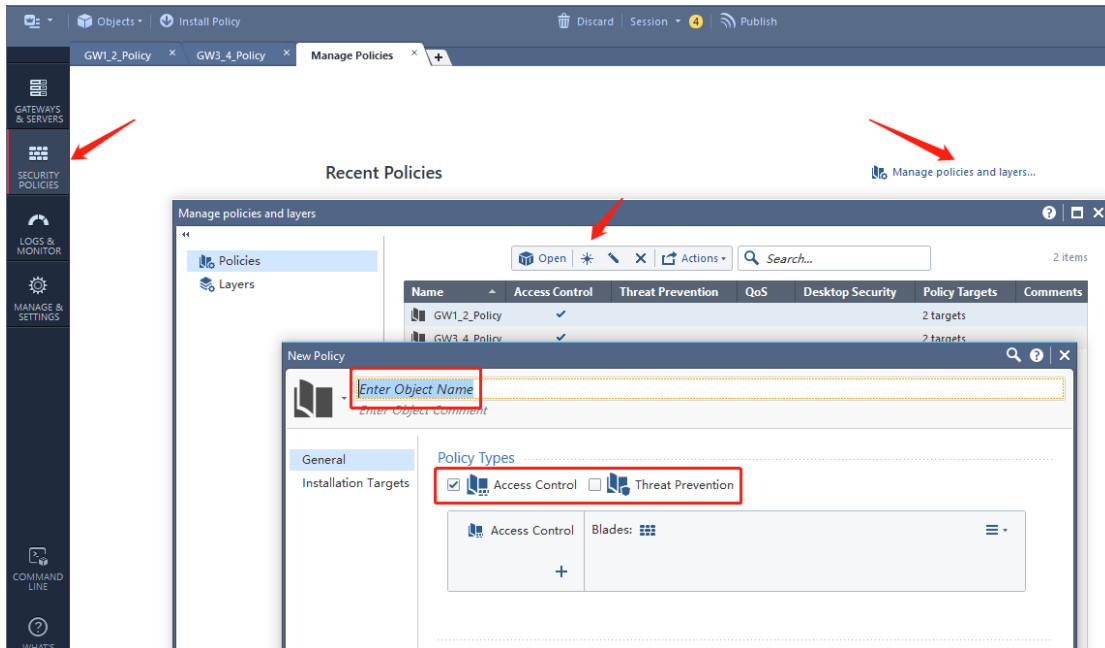 Objects
Install Policy
Discard
Session
4
Publish
GW1_2_Policy
GW3_4_Policy
Manage Policies
GATEWAYS
& SERVERS
SECURITY
POLICIES
LOGS &
MONITOR
MANAGE &
SETTINGS
COMMAND
LINE
WHAT'S
Recent Policies
Manage policies and layers...
Manage policies and layers
Policies
Layers
Open
Actions
Search...
2 items
Name Access Control Threat Prevention QoS Desktop Security Policy Targets Comments
GW1_2_Policy 2 targets
GW3_4_Policy 2 targets
New Policy
Enter Object Name
Enter Object Comment
General
Installation Targets
Policy Types
Access Control
Threat Prevention
Access Control
Blades: